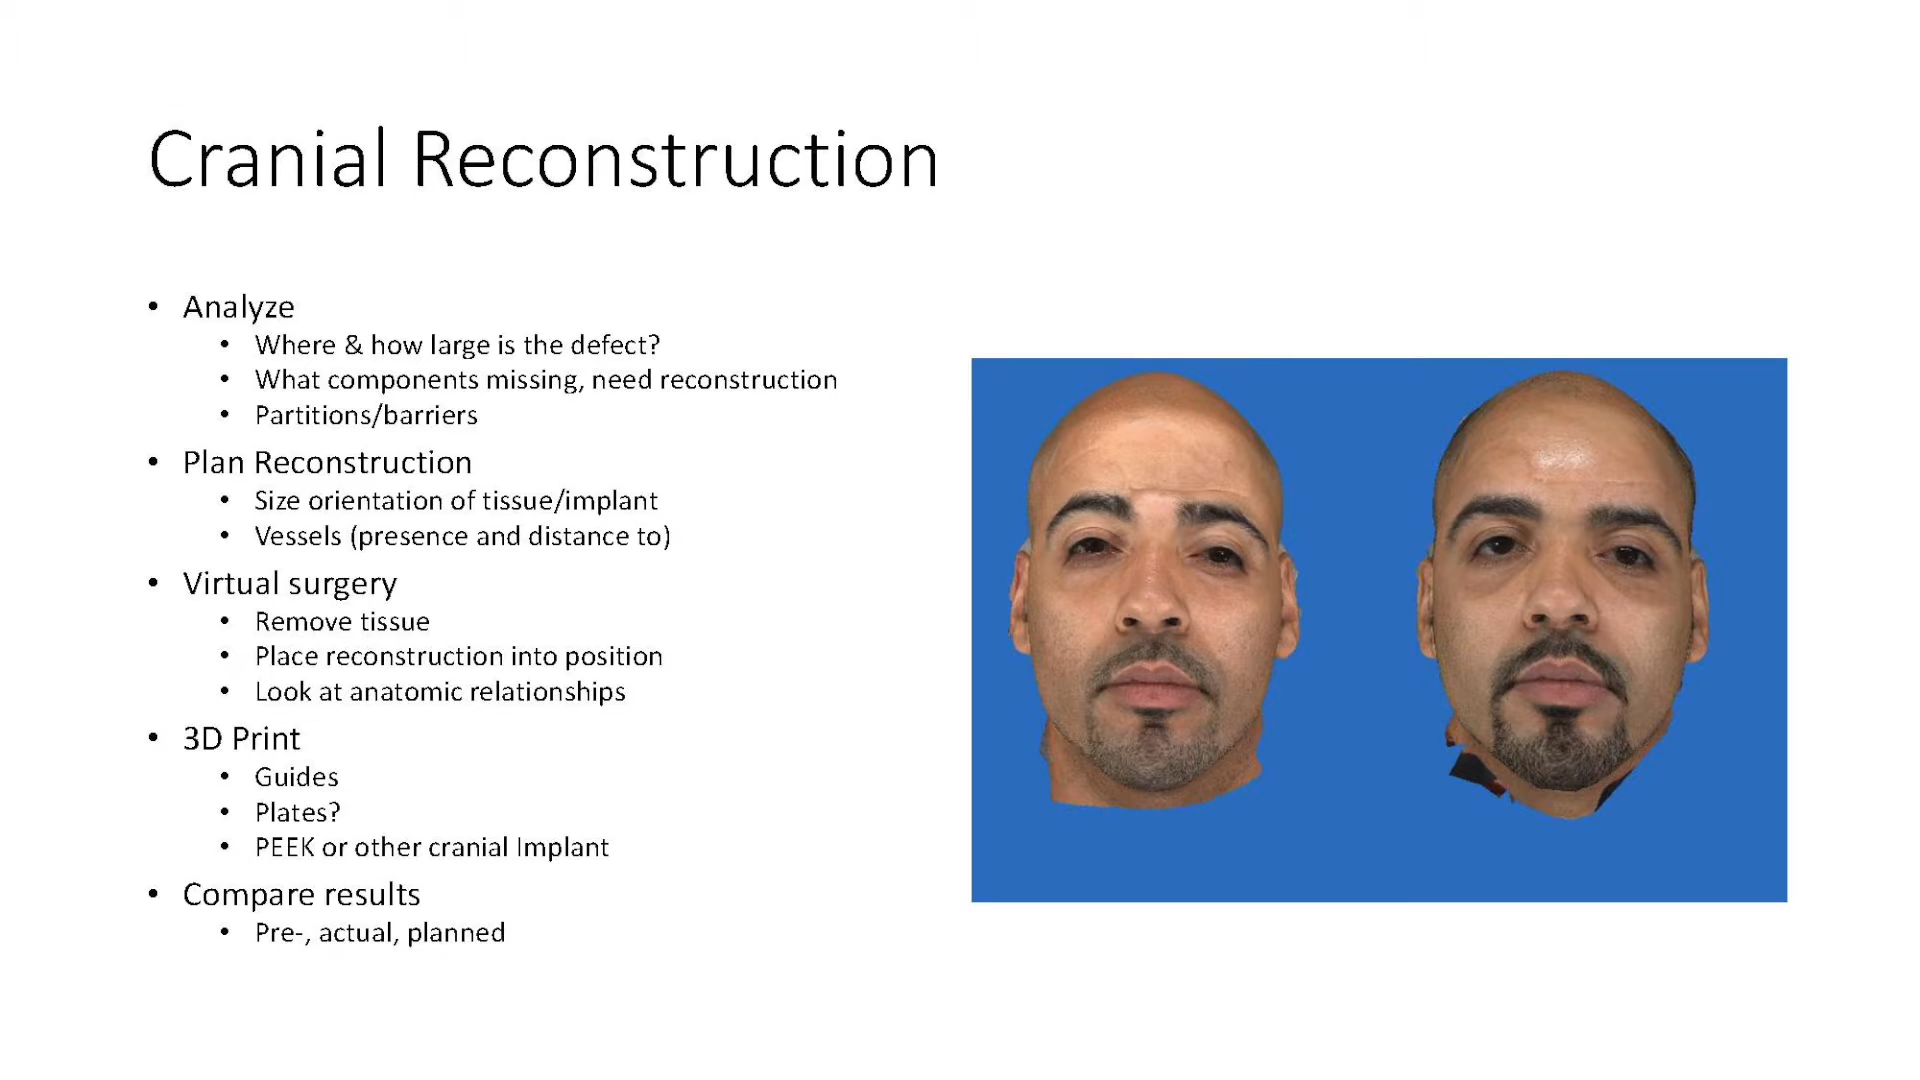 Cranial Reconstruction
• Analyze
• Where & how large is the defect?
• What components missing, need reconstruction
• Partitions/barriers
• Plan Reconstruction
• Size orientation of tissue/implant
• Vessels (presence and distance to)
• Virtual surgery
• Remove tissue
• Place reconstruction into position
• Look at anatomic relationships
• 3D Print
• Guides
• Plates?
• PEEK or other cranial Implant
• Compare results
• Pre-, actual, planned